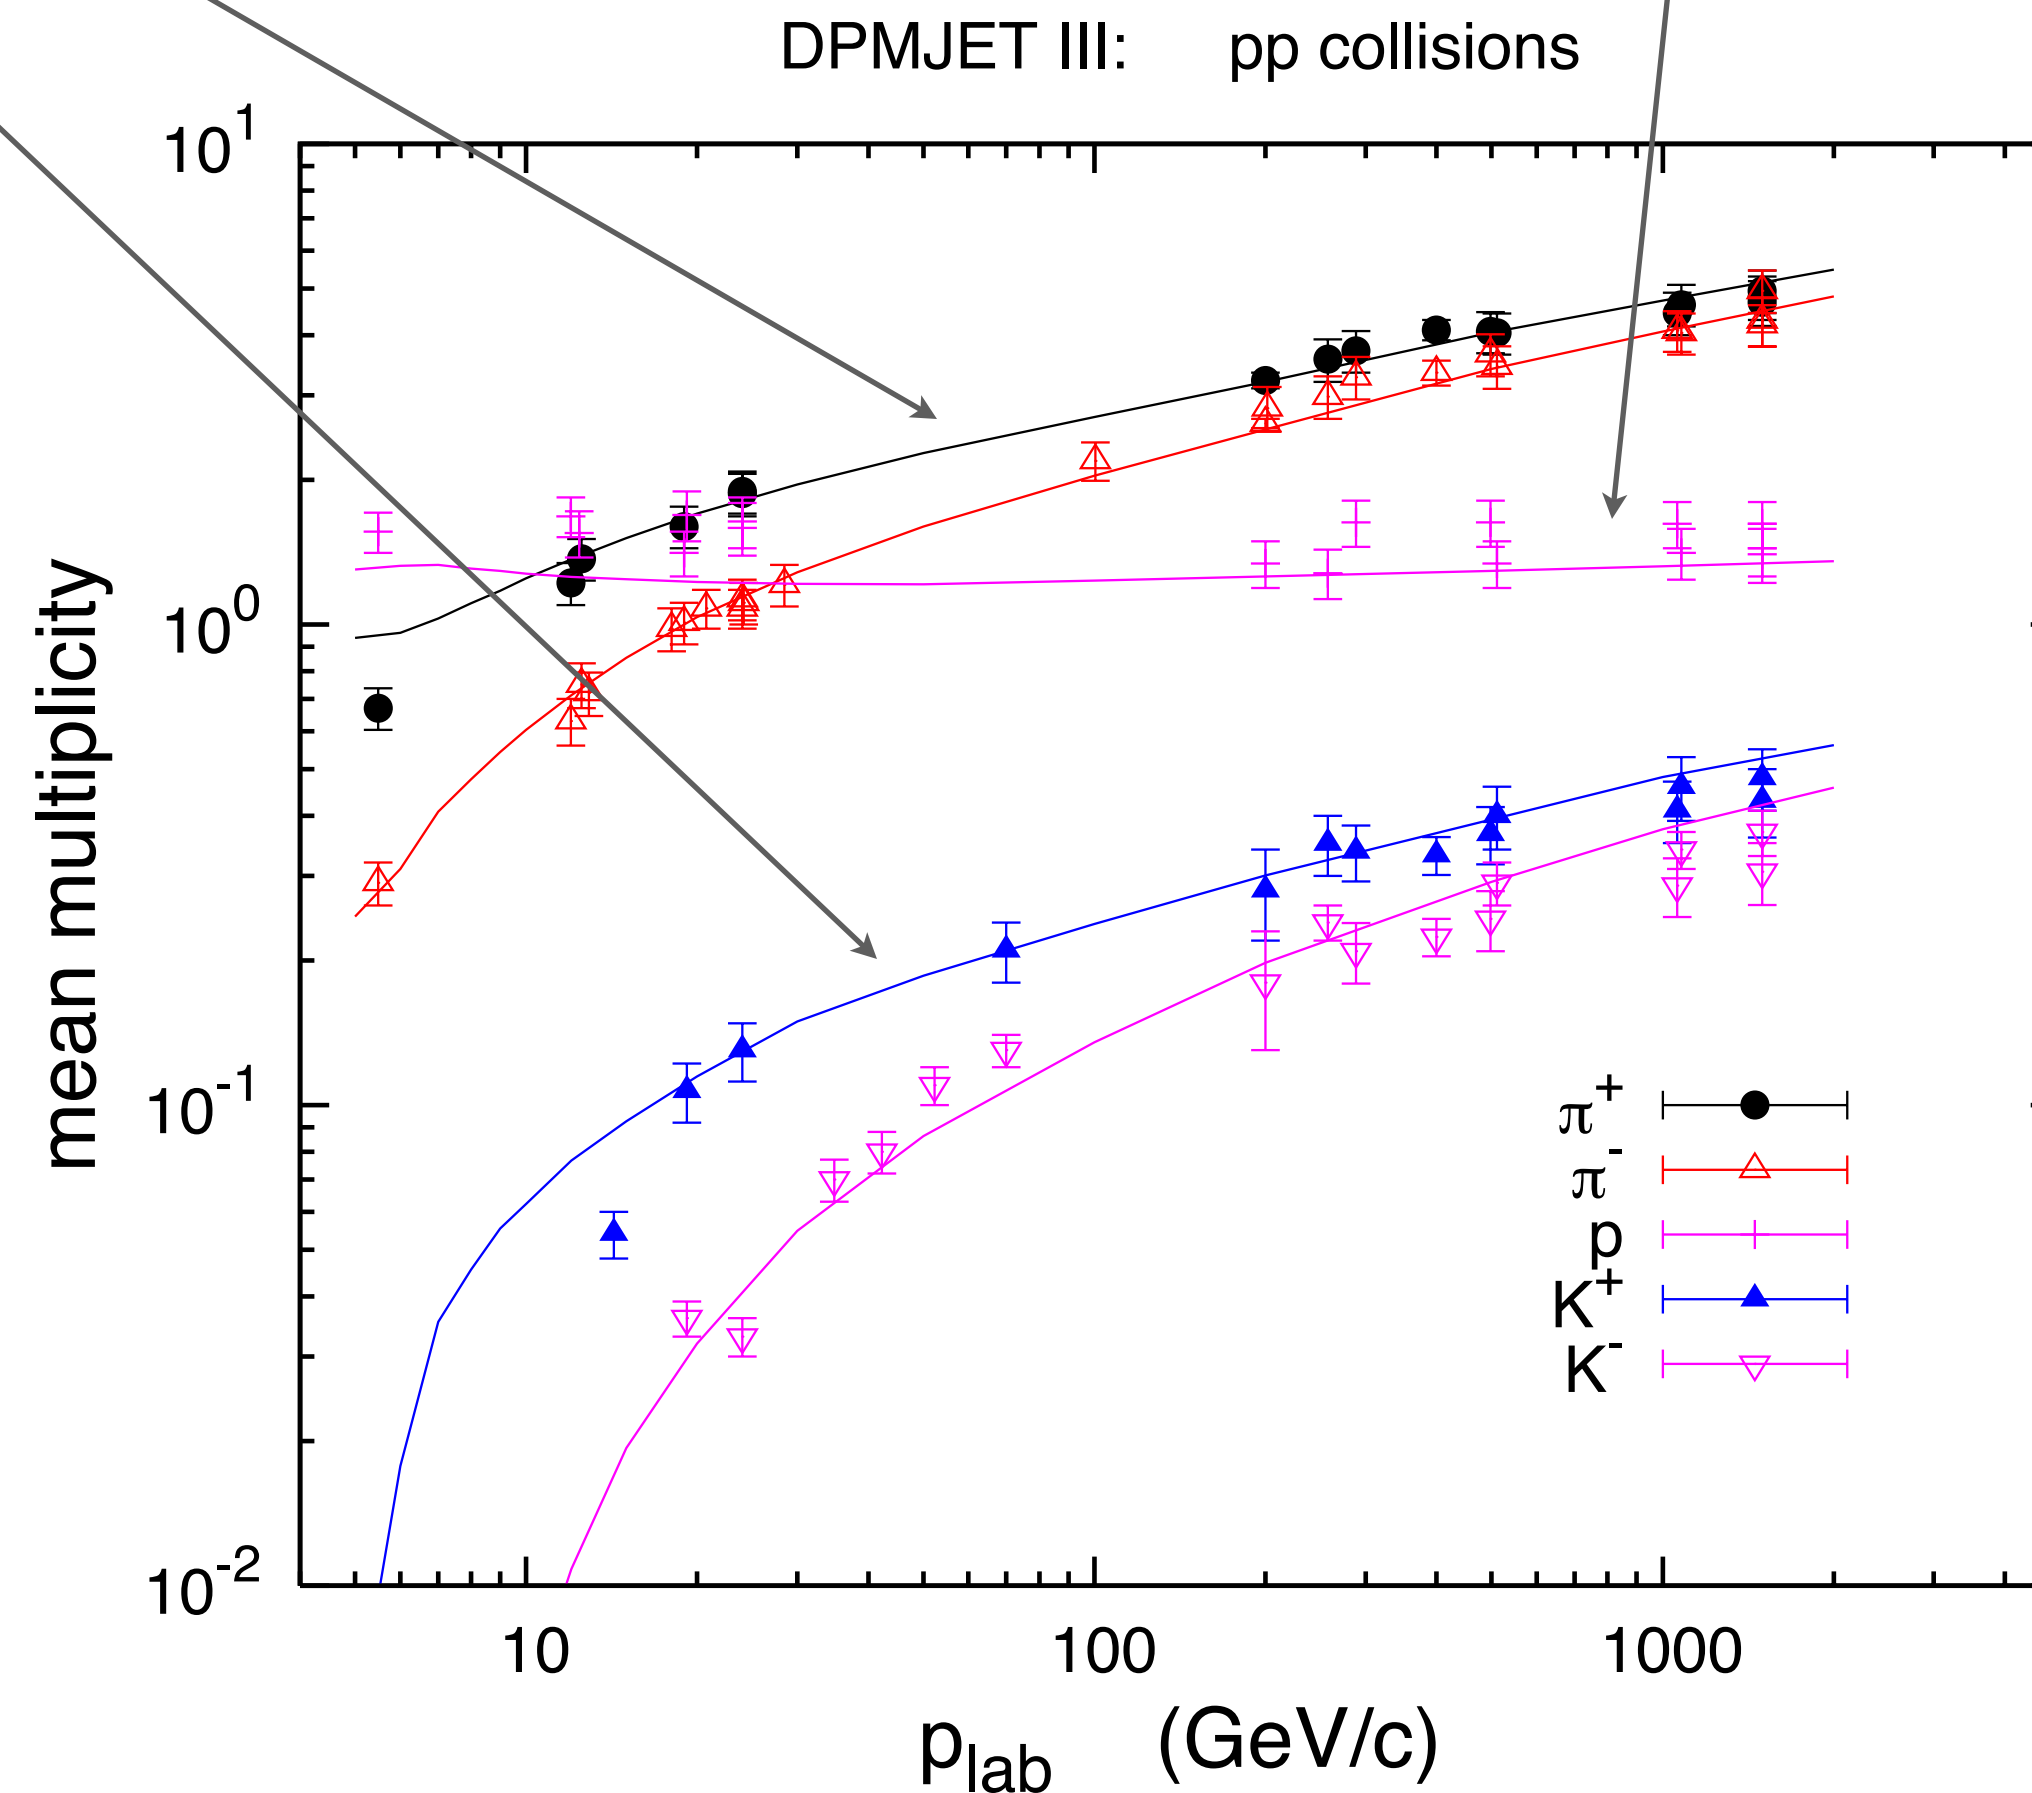 DPMJET III: pp collisions
10^1
10^0
10^-1
10^-2
mean multiplicity
π^+
π^-
p
K^+
K^-
10 100 1000
p_lab (GeV/c)